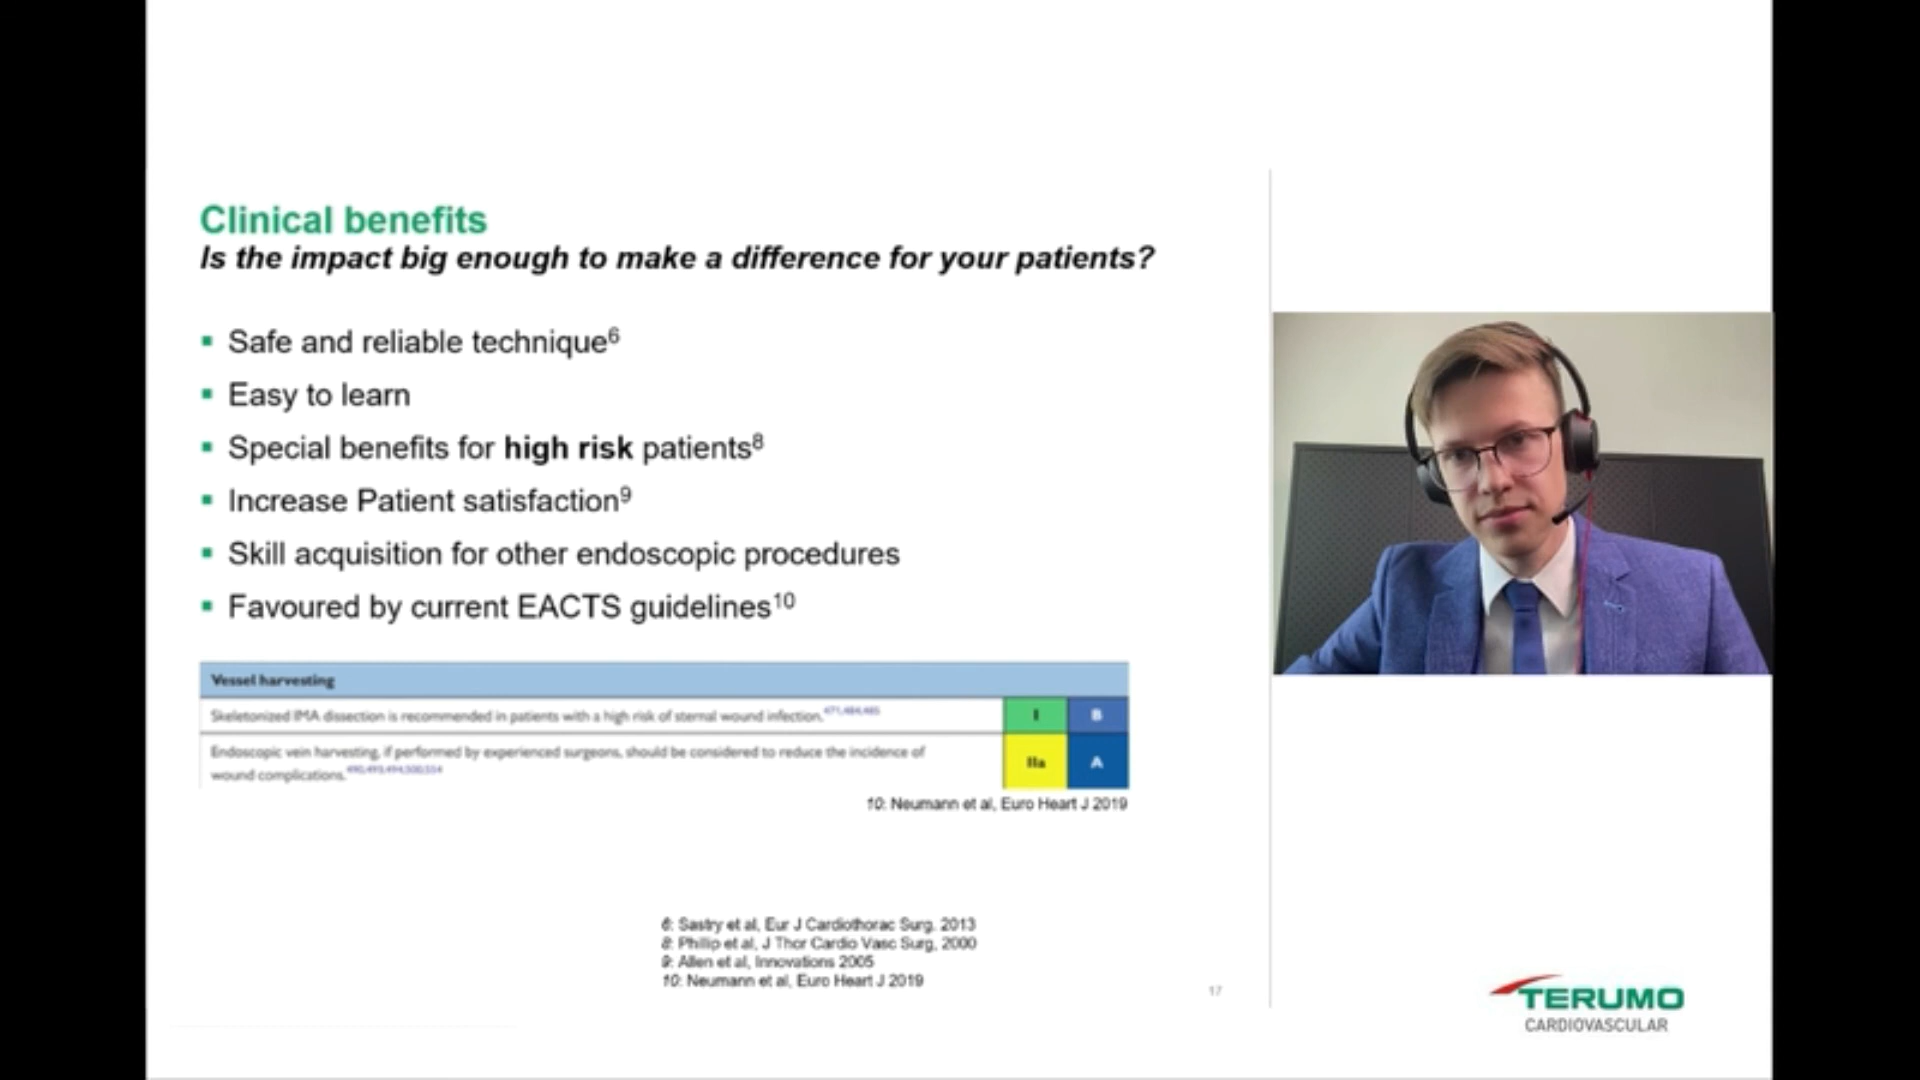 Clinical benefits
Is the impact big enough to make a difference for your patients?
▪ Safe and reliable technique⁶
▪ Easy to learn
▪ Special benefits for high risk patients⁸
▪ Increase Patient satisfaction⁹
▪ Skill acquisition for other endoscopic procedures
▪ Favoured by current EACTS guidelines¹⁰
Vessel harvesting
Skeletonized IMA dissection is recommended in patients with a high risk of sternal wound infection. I B
Endoscopic vein harvesting, if performed by experienced surgeons, should be considered to reduce the incidence of
wound complications. IIa A
10: Neumann et al, Euro Heart J 2019
6: Sastry et al, Eur J Cardiothorac Surg. 2013
8: Phillip et al, J Thor Cardio Vasc Surg, 2000
9: Allen et al, Innovations 2005
10: Neumann et al, Euro Heart J 2019
17
TERUMO
CARDIOVASCULAR